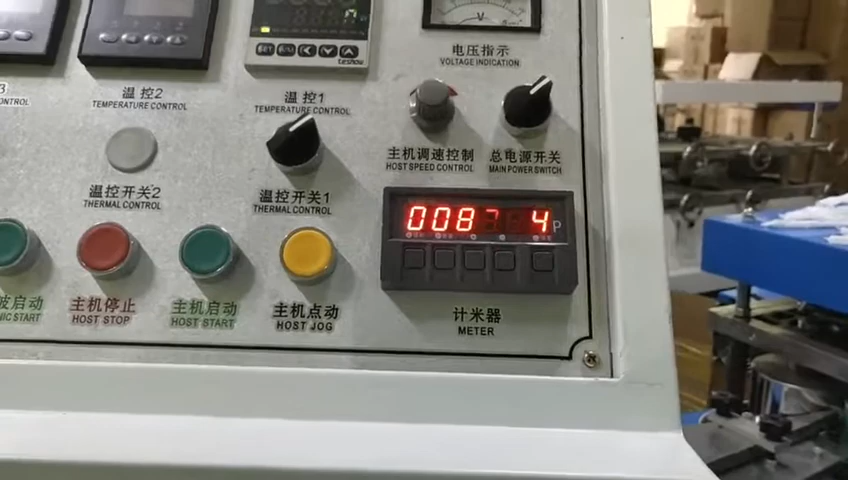 V
SET
teshow
电压指示
VOLTAGE INDICATION
温控2
TEMPERATURE CONTROL
温控1
TEMPERATURE CONTROL
主机调速控制
HOST SPEED CONTROL
总电源开关
MAIN POWER SWITCH
温控开关2
THERMAL CONTROL
温控开关1
THERMAL CONTROL
0087 4 P
主机停止
HOST STOP
主机启动
HOST START
主机点动
HOST JOG
计米器
METER